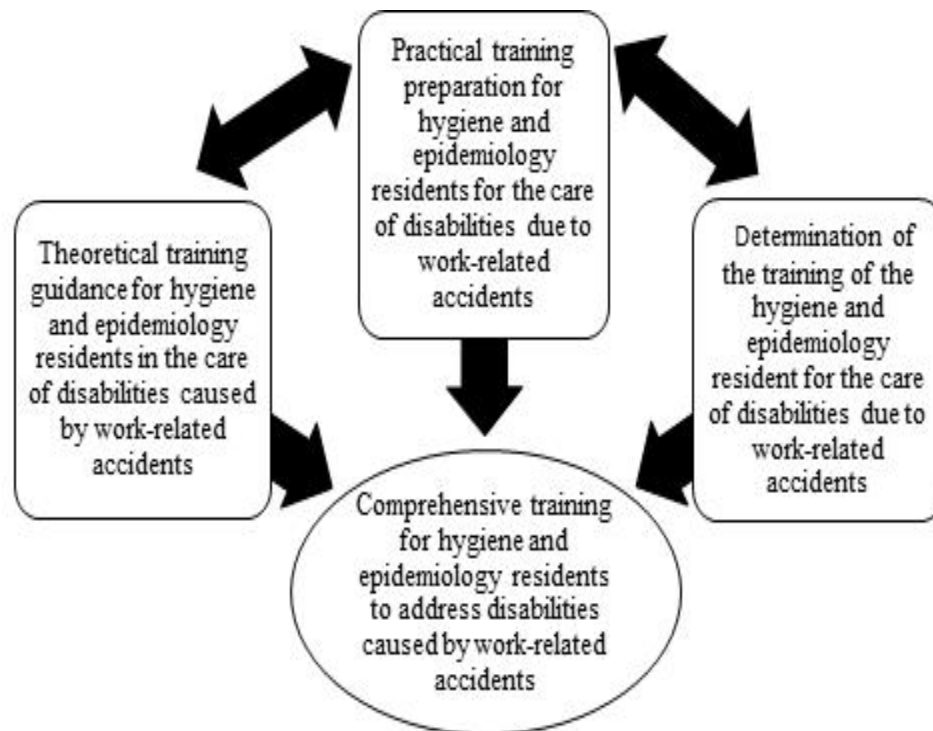 Practical training
preparation for
hygiene and
epidemiology
residents for the care
of disabilities due to
work-related
accidents
Theoretical training
guidance for hygiene
and epidemiology
residents in the care
of disabilities caused
by work-related
accidents
Determination of
the training of the
hygiene and
epidemiology
resident for the care
of disabilities due to
work-related
accidents
Comprehensive training
for hygiene and
epidemiology residents
to address disabilities
caused by work-related
accidents